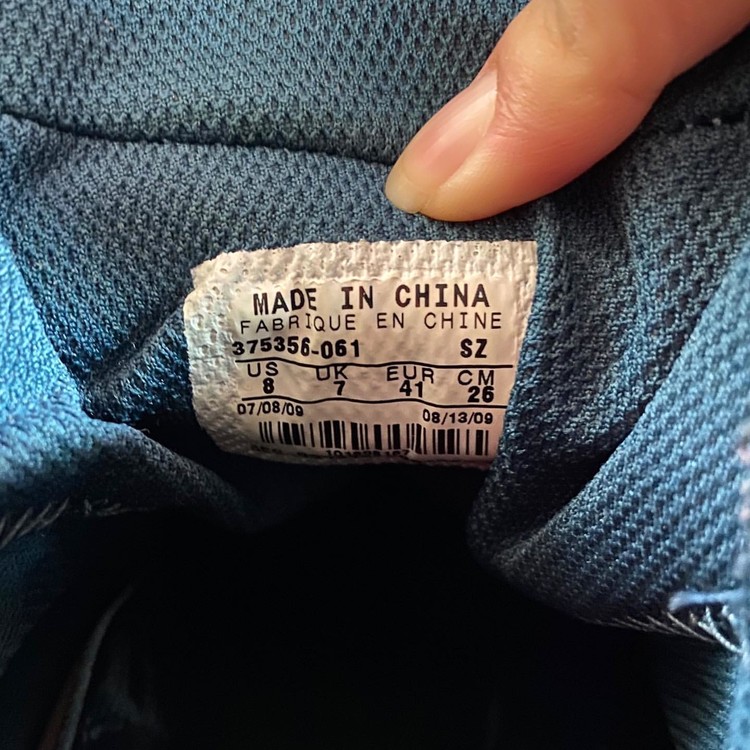 MADE IN CHINA
FABRIQUE EN CHINE
375356-061 SZ
US UK EUR CM
8 7 41 26
07/08/09 08/13/09